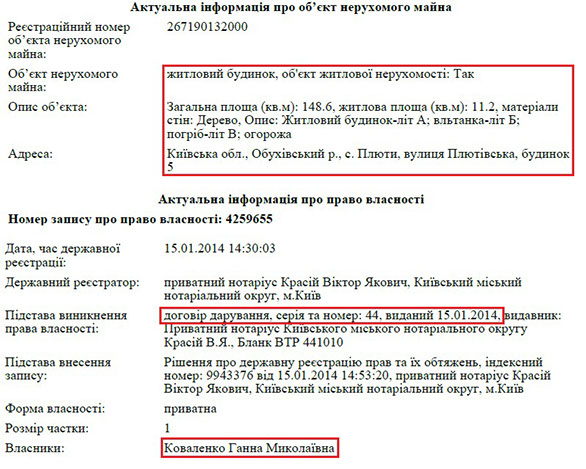 Актуальна інформація про об’єкт нерухомого майна
Реєстраційний номер 267190132000
об’єкта нерухомого
майна:
Об’єкт нерухомого житловий будинок, об'єкт житлової нерухомості: Так
майна:
Опис об’єкта: Загальна площа (кв.м): 148.6, житлова площа (кв.м): 11.2, матеріали
стін: Дерево, Опис: Житловий будинок-літ А; вльтанка-літ Б;
погріб-літ В; огорожа
Адреса: Київська обл., Обухівський р., с. Плюти, вулиця Плютівська, будинок
5
Актуальна інформація про право власності
Номер запису про право власності: 4259655
Дата, час державної 15.01.2014 14:30:03
реєстрації:
Державний реєстратор: приватний нотаріус Красій Віктор Якович, Київський міський
нотаріальний округ, м.Київ
Підстава виникнення договір дарування, серія та номер: 44, виданий 15.01.2014, видавник:
права власності: Приватний нотаріус Київського міського нотаріального округу
Красій В.Я., Бланк ВТР 441010
Підстава внесення Рішення про державну реєстрацію прав та їх обтяжень, індексний
запису: номер: 9943376 від 15.01.2014 14:53:20, приватний нотаріус Красій
Віктор Якович, Київський міський нотаріальний округ, м.Київ
Форма власності: приватна
Розмір частки: 1
Власники: Коваленко Ганна Миколаївна